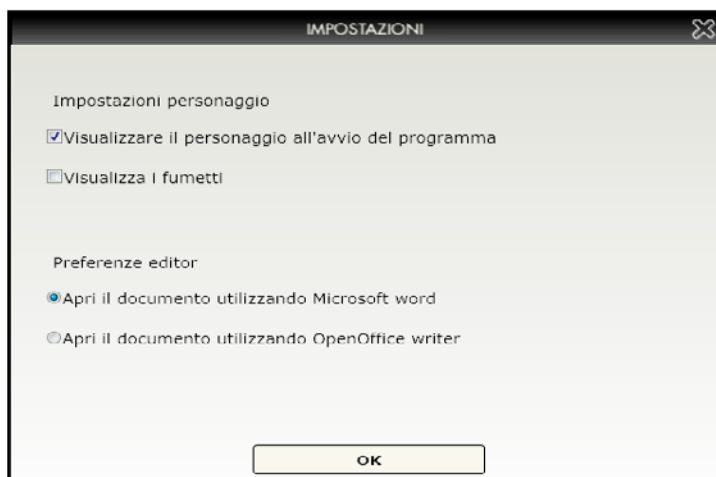 IMPOSTAZIONI
Impostazioni personaggio
Visualizzare il personaggio all'avvio del programma
Visualizza i fumetti
Preferenze editor
Apri il documento utilizzando Microsoft word
Apri il documento utilizzando OpenOffice writer
OK